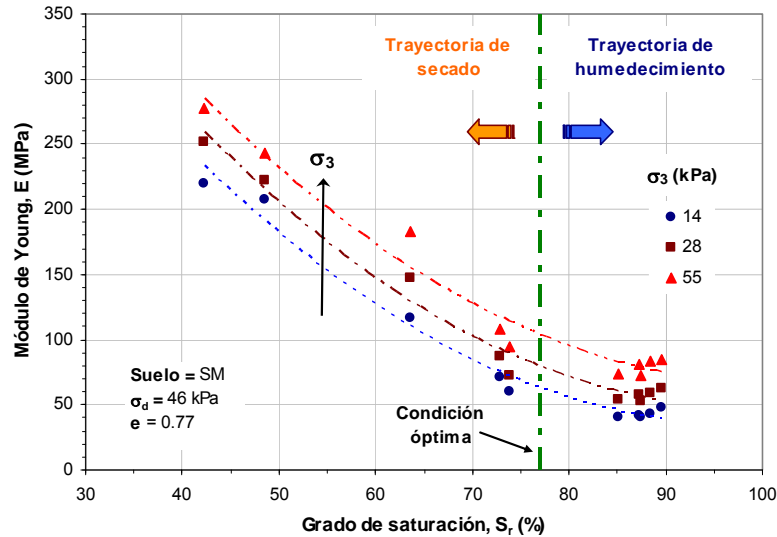 350
300
250
200
150
100
50
0
Módulo de Young, E (MPa)
Trayectoria de
secado
Trayectoria de
humedecimiento
σ3
σ3 (kPa)
14
28
55
Suelo = SM
σd = 46 kPa
e = 0.77
Condición
óptima
30 40 50 60 70 80 90 100
Grado de saturación, Sr (%)